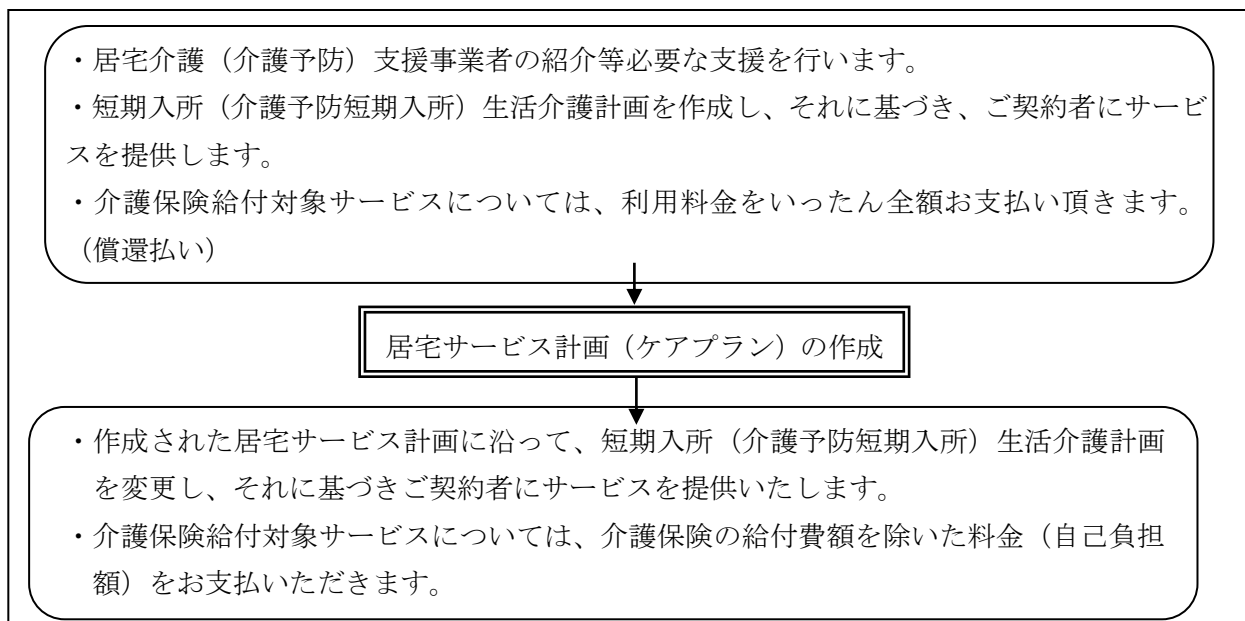 ・居宅介護（介護予防）支援事業者の紹介等必要な支援を行います。
・短期入所（介護予防短期入所）生活介護計画を作成し、それに基づき、ご契約者にサービ
スを提供します。
・介護保険給付対象サービスについては、利用料金をいったん全額お支払い頂きます。
（償還払い）
居宅サービス計画（ケアプラン）の作成
・作成された居宅サービス計画に沿って、短期入所（介護予防短期入所）生活介護計画
を変更し、それに基づきご契約者にサービスを提供いたします。
・介護保険給付対象サービスについては、介護保険の給付費額を除いた料金（自己負担
額）をお支払いただきます。